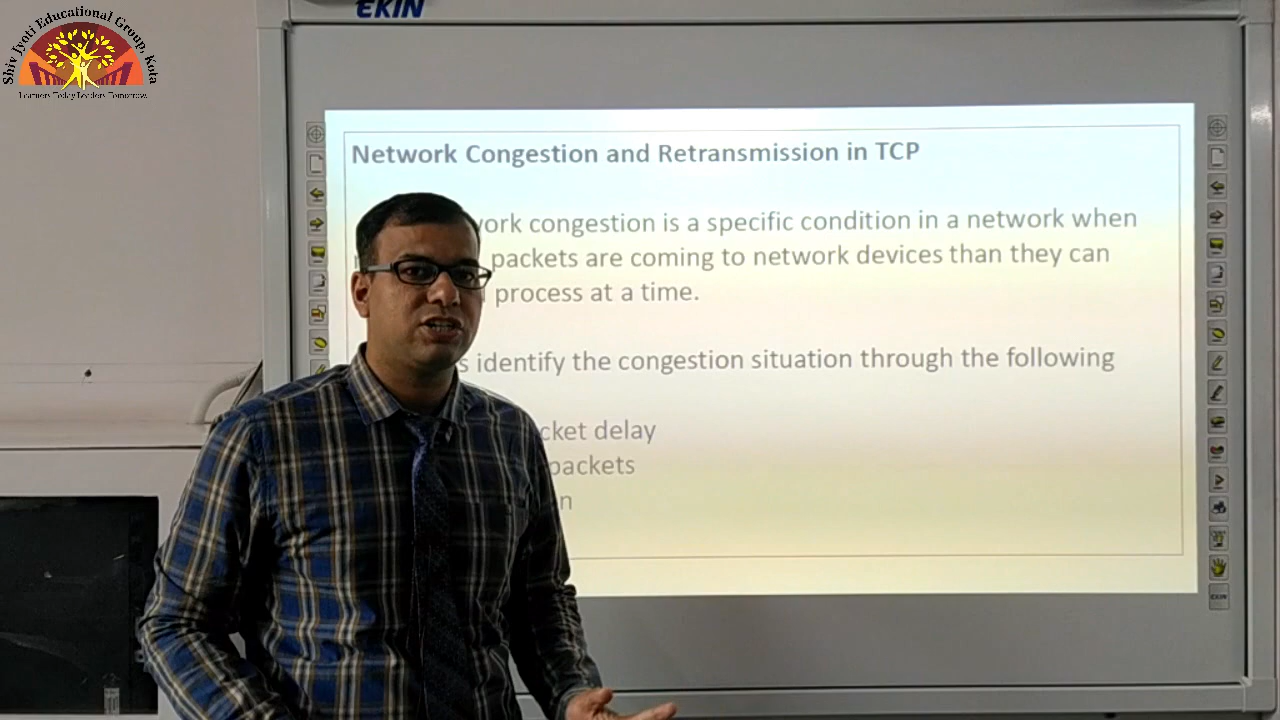 EKIN
Shiv Jyoti Educational Group, Kota
Learners Today Leaders Tomorrow
Network Congestion and Retransmission in TCP
congestion is a specific condition in a network when
packets are coming to network devices than they can
process at a time.
identify the congestion situation through the following
delay
packets
EKIN